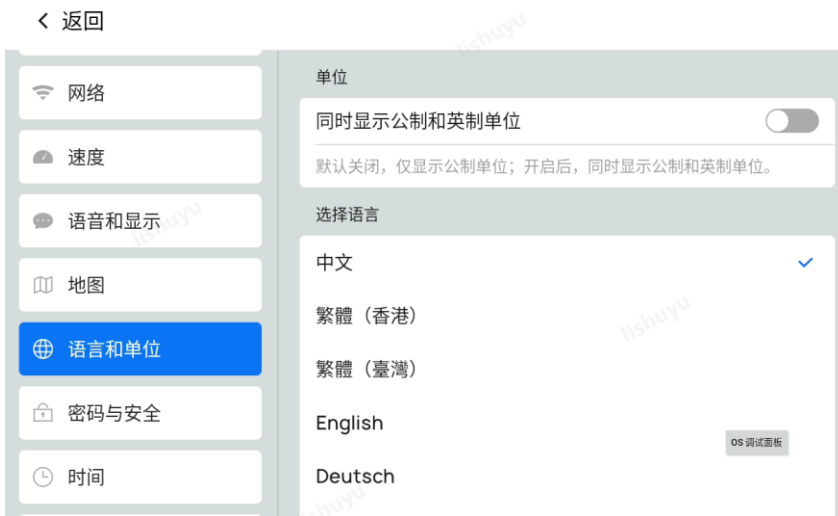 返回
网络
速度
语音和显示
地图
语言和单位
密码与安全
时间
单位
同时显示公制和英制单位
默认关闭，仅显示公制单位；开启后，同时显示公制和英制单位。
选择语言
中文
繁體（香港）
繁體（臺灣）
English
Deutsch
OS 调试面板
lishuyu
lishuyu
lishuyu